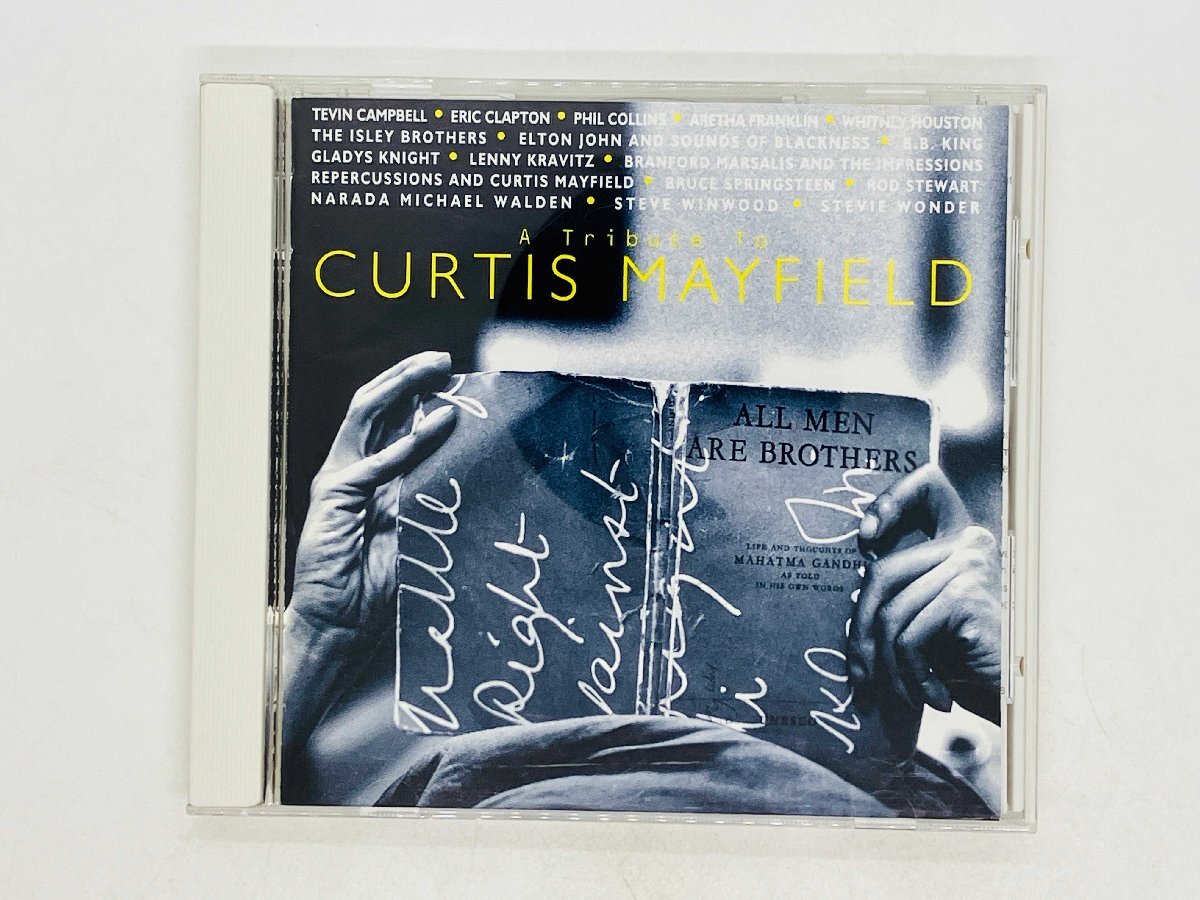 TEVIN CAMPBELL • ERIC CLAPTON • PHIL COLLINS • ARETHA FRANKLIN • WHITNEY HOUSTON
THE ISLEY BROTHERS • ELTON JOHN AND SOUNDS OF BLACKNESS • B.B. KING
GLADYS KNIGHT • LENNY KRAVITZ • BRANFORD MARSALIS AND THE IMPRESSIONS
REPERCUSSIONS AND CURTIS MAYFIELD • BRUCE SPRINGSTEEN • ROD STEWART
NARADA MICHAEL WALDEN • STEVE WINWOOD • STEVIE WONDER
A Tribute To
CURTIS MAYFIELD
ALL MEN
ARE BROTHERS
LIFE AND THOUGHTS OF
MAHATMA GANDHI
AS TOLD
IN HIS OWN WORDS
Right